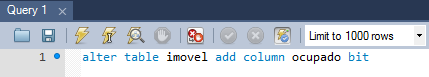 Query 1
Limit to 1000 rows
1
alter table imovel add column ocupado bit